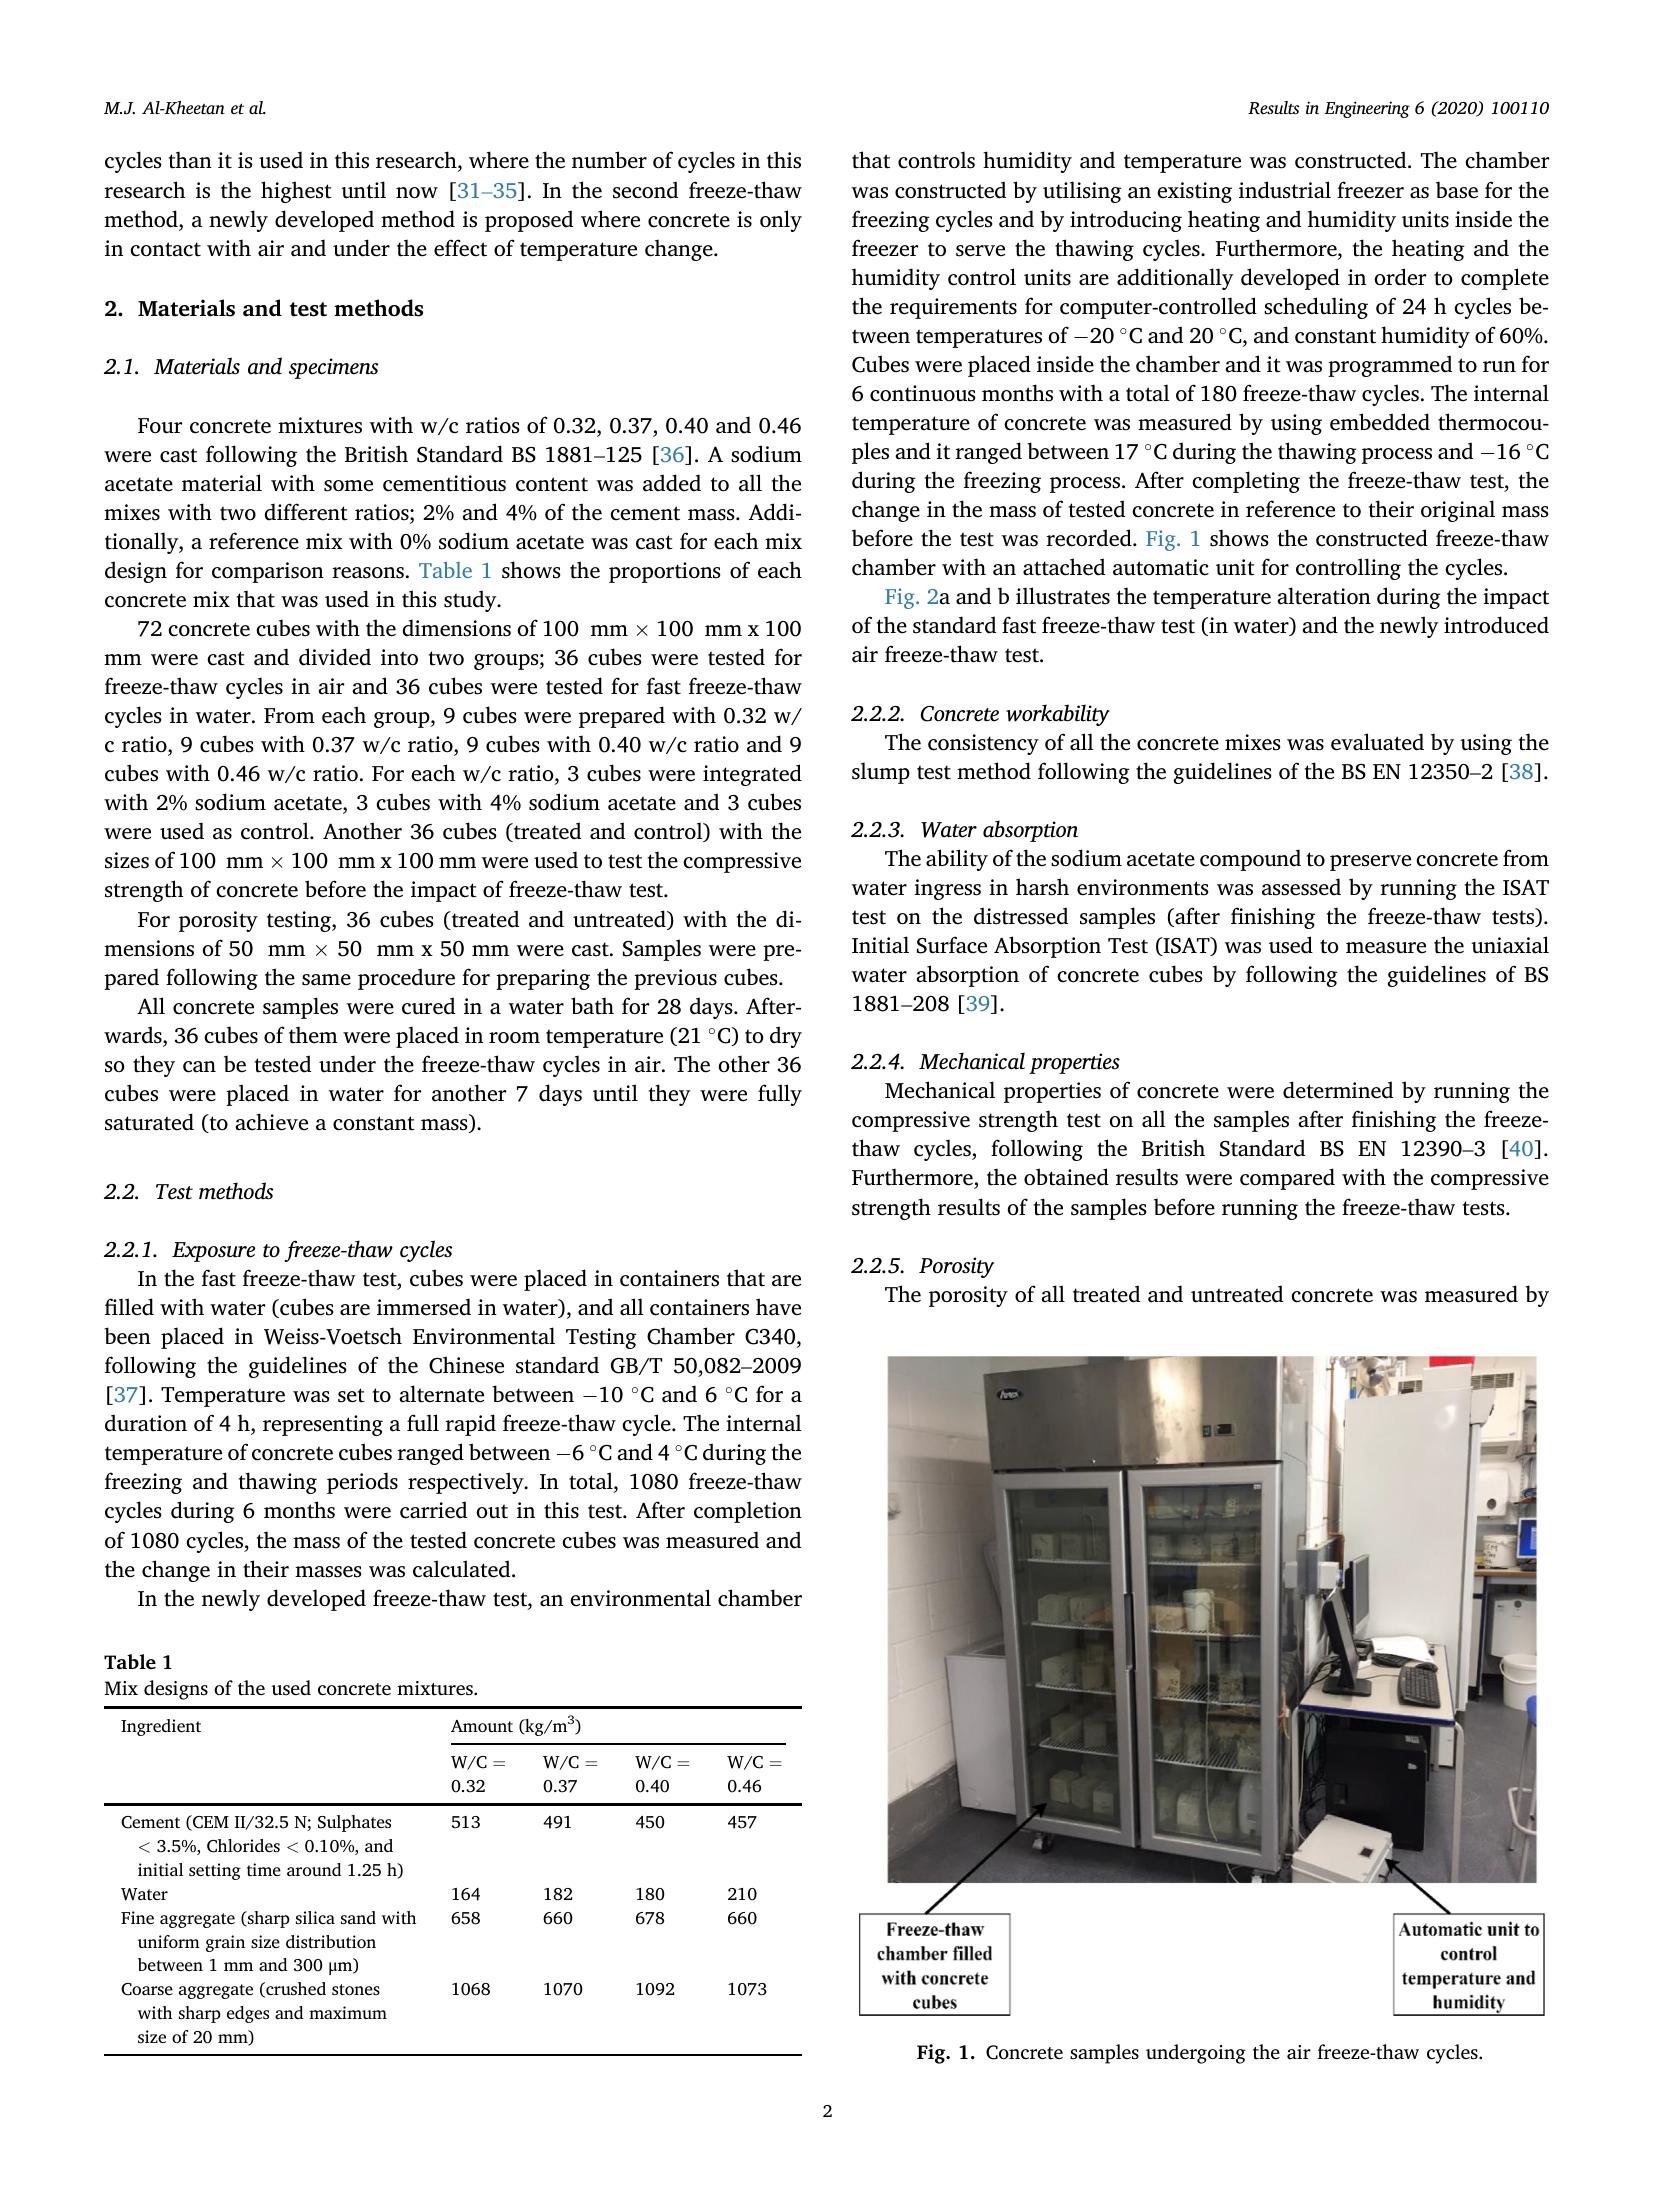 M.J. Al-Kheetan et al.
Results in Engineering 6 (2020) 100110
cycles than it is used in this research, where the number of cycles in this
research is the highest until now [31–35]. In the second freeze-thaw
method, a newly developed method is proposed where concrete is only
in contact with air and under the effect of temperature change.
2. Materials and test methods
2.1. Materials and specimens
Four concrete mixtures with w/c ratios of 0.32, 0.37, 0.40 and 0.46
were cast following the British Standard BS 1881–125 [36]. A sodium
acetate material with some cementitious content was added to all the
mixes with two different ratios; 2% and 4% of the cement mass. Addi-
tionally, a reference mix with 0% sodium acetate was cast for each mix
design for comparison reasons. Table 1 shows the proportions of each
concrete mix that was used in this study.
72 concrete cubes with the dimensions of 100 mm × 100 mm x 100
mm were cast and divided into two groups; 36 cubes were tested for
freeze-thaw cycles in air and 36 cubes were tested for fast freeze-thaw
cycles in water. From each group, 9 cubes were prepared with 0.32 w/
c ratio, 9 cubes with 0.37 w/c ratio, 9 cubes with 0.40 w/c ratio and 9
cubes with 0.46 w/c ratio. For each w/c ratio, 3 cubes were integrated
with 2% sodium acetate, 3 cubes with 4% sodium acetate and 3 cubes
were used as control. Another 36 cubes (treated and control) with the
sizes of 100 mm × 100 mm x 100 mm were used to test the compressive
strength of concrete before the impact of freeze-thaw test.
For porosity testing, 36 cubes (treated and untreated) with the di-
mensions of 50 mm × 50 mm x 50 mm were cast. Samples were pre-
pared following the same procedure for preparing the previous cubes.
All concrete samples were cured in a water bath for 28 days. After-
wards, 36 cubes of them were placed in room temperature (21 °C) to dry
so they can be tested under the freeze-thaw cycles in air. The other 36
cubes were placed in water for another 7 days until they were fully
saturated (to achieve a constant mass).
2.2. Test methods
2.2.1. Exposure to freeze-thaw cycles
In the fast freeze-thaw test, cubes were placed in containers that are
filled with water (cubes are immersed in water), and all containers have
been placed in Weiss-Voetsch Environmental Testing Chamber C340,
following the guidelines of the Chinese standard GB/T 50,082–2009
[37]. Temperature was set to alternate between −10 °C and 6 °C for a
duration of 4 h, representing a full rapid freeze-thaw cycle. The internal
temperature of concrete cubes ranged between −6 °C and 4 °C during the
freezing and thawing periods respectively. In total, 1080 freeze-thaw
cycles during 6 months were carried out in this test. After completion
of 1080 cycles, the mass of the tested concrete cubes was measured and
the change in their masses was calculated.
In the newly developed freeze-thaw test, an environmental chamber
Table 1
Mix designs of the used concrete mixtures.
Ingredient Amount (kg/m³)
W/C = W/C = W/C = W/C =
0.32 0.37 0.40 0.46
Cement (CEM II/32.5 N; Sulphates 513 491 450 457
< 3.5%, Chlorides < 0.10%, and
initial setting time around 1.25 h)
Water 164 182 180 210
Fine aggregate (sharp silica sand with 658 660 678 660
uniform grain size distribution
between 1 mm and 300 μm)
Coarse aggregate (crushed stones 1068 1070 1092 1073
with sharp edges and maximum
size of 20 mm)
that controls humidity and temperature was constructed. The chamber
was constructed by utilising an existing industrial freezer as base for the
freezing cycles and by introducing heating and humidity units inside the
freezer to serve the thawing cycles. Furthermore, the heating and the
humidity control units are additionally developed in order to complete
the requirements for computer-controlled scheduling of 24 h cycles be-
tween temperatures of −20 °C and 20 °C, and constant humidity of 60%.
Cubes were placed inside the chamber and it was programmed to run for
6 continuous months with a total of 180 freeze-thaw cycles. The internal
temperature of concrete was measured by using embedded thermocou-
ples and it ranged between 17 °C during the thawing process and −16 °C
during the freezing process. After completing the freeze-thaw test, the
change in the mass of tested concrete in reference to their original mass
before the test was recorded. Fig. 1 shows the constructed freeze-thaw
chamber with an attached automatic unit for controlling the cycles.
Fig. 2a and b illustrates the temperature alteration during the impact
of the standard fast freeze-thaw test (in water) and the newly introduced
air freeze-thaw test.
2.2.2. Concrete workability
The consistency of all the concrete mixes was evaluated by using the
slump test method following the guidelines of the BS EN 12350–2 [38].
2.2.3. Water absorption
The ability of the sodium acetate compound to preserve concrete from
water ingress in harsh environments was assessed by running the ISAT
test on the distressed samples (after finishing the freeze-thaw tests).
Initial Surface Absorption Test (ISAT) was used to measure the uniaxial
water absorption of concrete cubes by following the guidelines of BS
1881–208 [39].
2.2.4. Mechanical properties
Mechanical properties of concrete were determined by running the
compressive strength test on all the samples after finishing the freeze-
thaw cycles, following the British Standard BS EN 12390–3 [40].
Furthermore, the obtained results were compared with the compressive
strength results of the samples before running the freeze-thaw tests.
2.2.5. Porosity
The porosity of all treated and untreated concrete was measured by
Freeze-thaw
chamber filled
with concrete
cubes
Automatic unit to
control
temperature and
humidity
Fig. 1. Concrete samples undergoing the air freeze-thaw cycles.
2